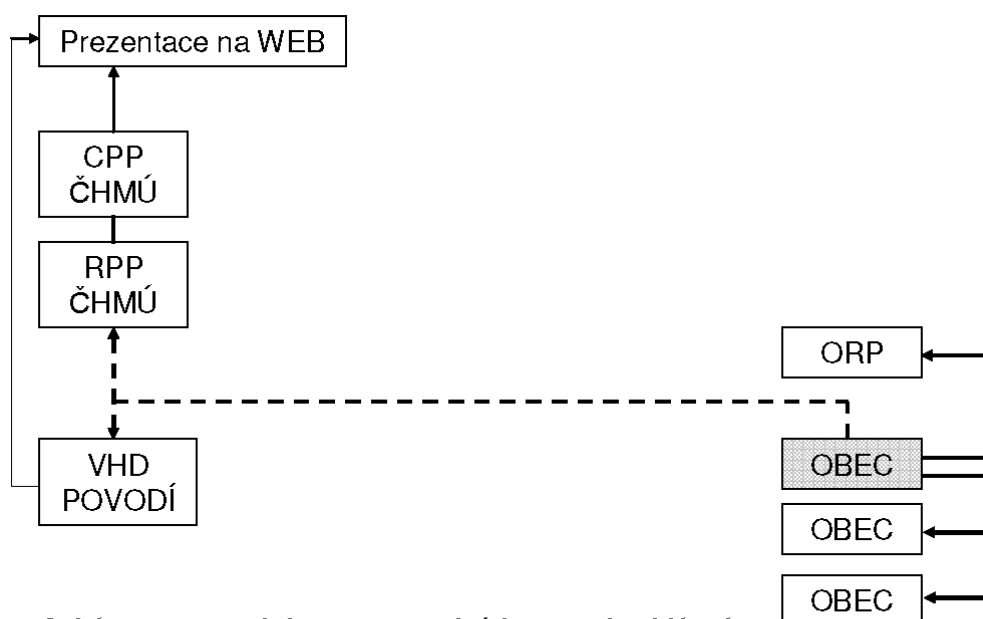 Prezentace na WEB
CPP
ČHMÚ
RPP
ČHMÚ
ORP
VHD
POVODÍ
OBEC
OBEC
OBEC